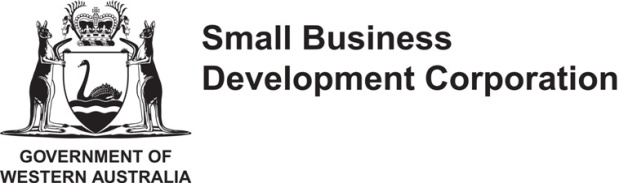 Small Business
Development Corporation
GOVERNMENT OF
WESTERN AUSTRALIA